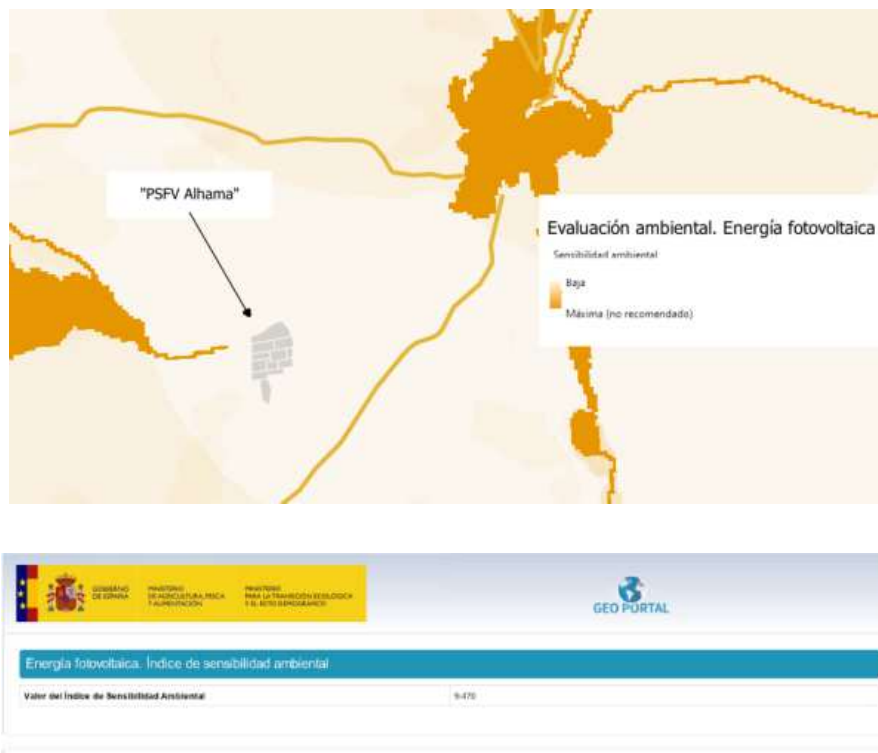 "PSFV Alhama"
Evaluación ambiental. Energía fotovoltaica
Sensibilidad ambiental
Baja
Máxima (no recomendado)
GOBIERNO
DE ESPAÑA
MINISTERIO
DE AGRICULTURA, PESCA
Y ALIMENTACIÓN
MINISTERIO
PARA LA TRANSICIÓN ECOLÓGICA
Y EL RETO DEMOGRÁFICO
GEO PORTAL
Energía fotovoltaica. Índice de sensibilidad ambiental
Valor del Índice de Sensibilidad Ambiental